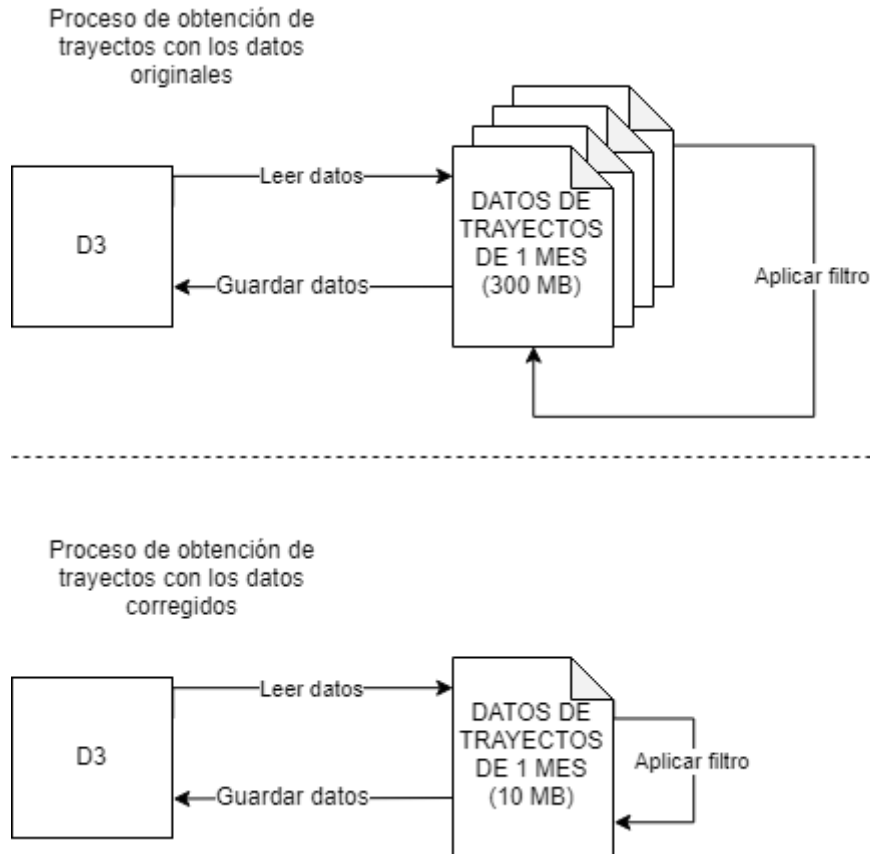 Proceso de obtención de
trayectos con los datos
originales
D3
Leer datos
Guardar datos
DATOS DE
TRAYECTOS
DE 1 MES
(300 MB)
Aplicar filtro
Proceso de obtención de
trayectos con los datos
corregidos
D3
Leer datos
Guardar datos
DATOS DE
TRAYECTOS
DE 1 MES
(10 MB)
Aplicar filtro